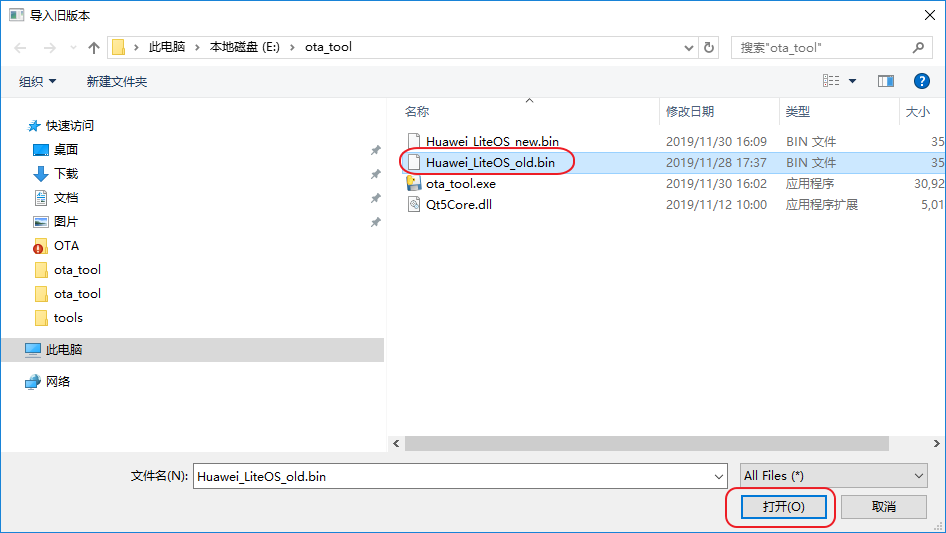 导入旧版本
此电脑 本地磁盘 (E:) ota_tool
搜索"ota_tool"
组织 新建文件夹
快速访问
桌面
下载
文档
图片
OTA
ota_tool
ota_tool
tools
此电脑
网络
名称 修改日期 类型 大小
Huawei_LiteOS_new.bin 2019/11/30 16:09 BIN 文件 35
Huawei_LiteOS_old.bin 2019/11/28 17:37 BIN 文件 35
ota_tool.exe 2019/11/30 16:02 应用程序 30,92
Qt5Core.dll 2019/11/12 10:00 应用程序扩展 5,01
文件名(N): Huawei_LiteOS_old.bin All Files (*)
打开(O) 取消